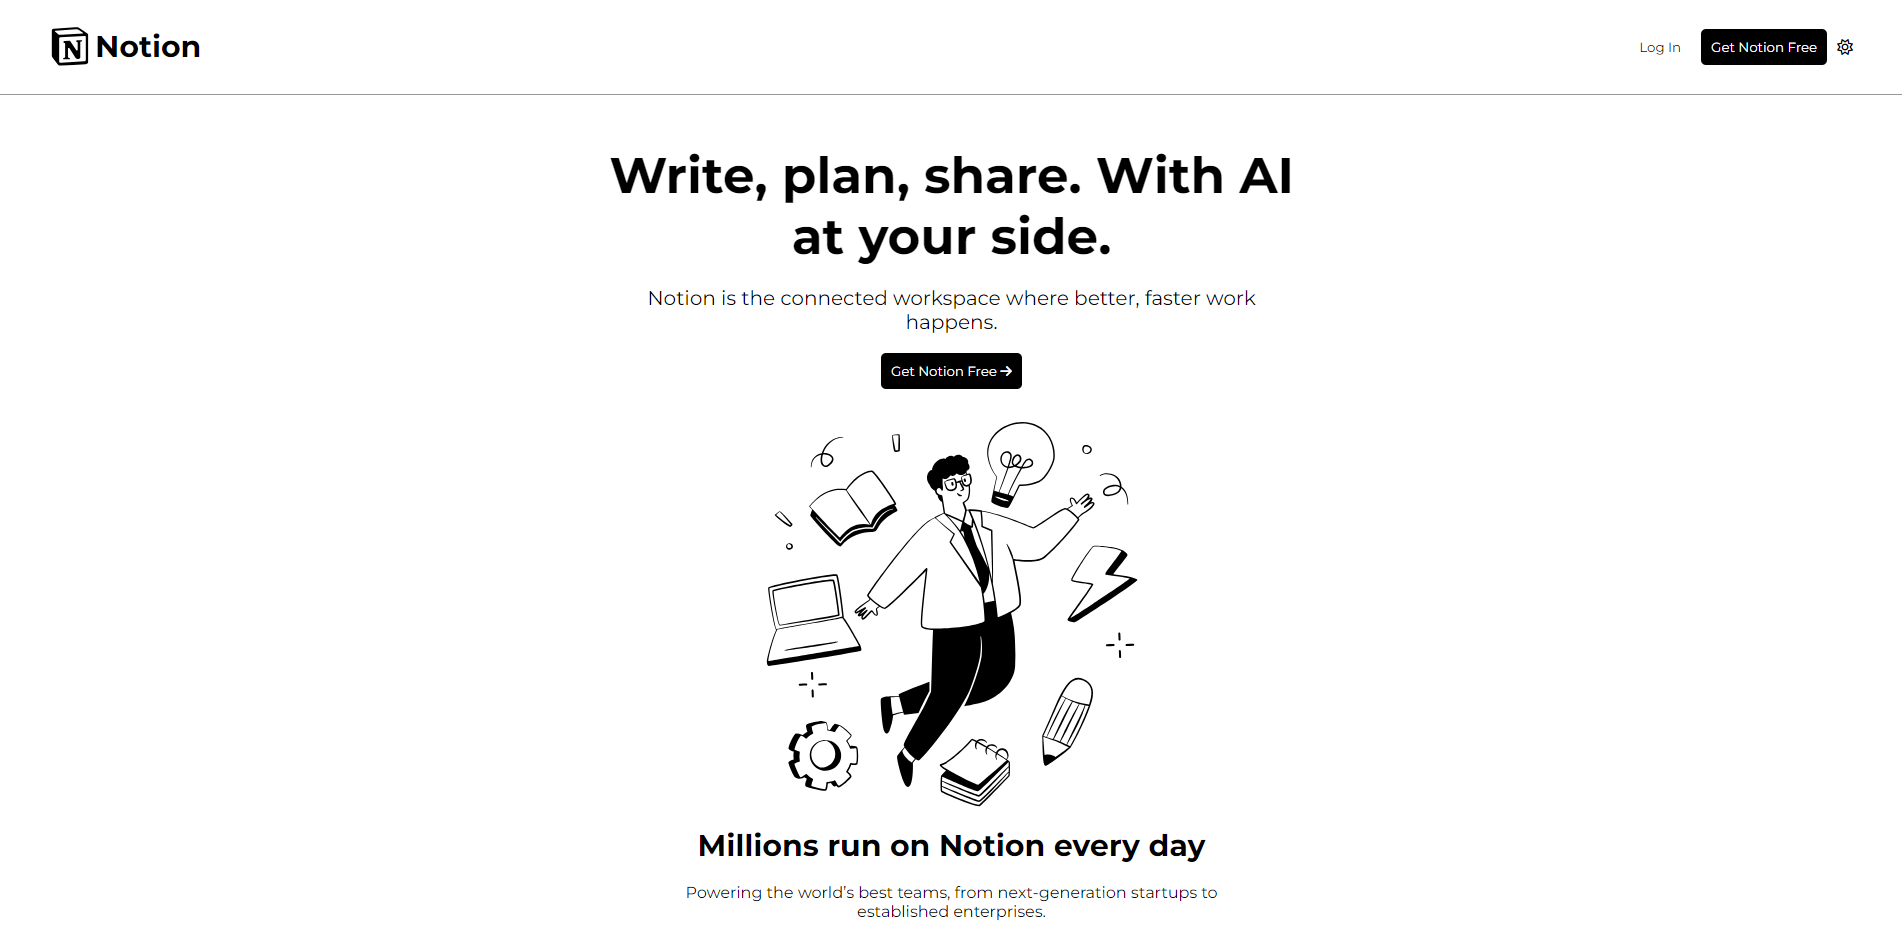 N Notion
Log In
Get Notion Free
Write, plan, share. With AI
at your side.
Notion is the connected workspace where better, faster work
happens.
Get Notion Free
Millions run on Notion every day
Powering the world’s best teams, from next-generation startups to
established enterprises.